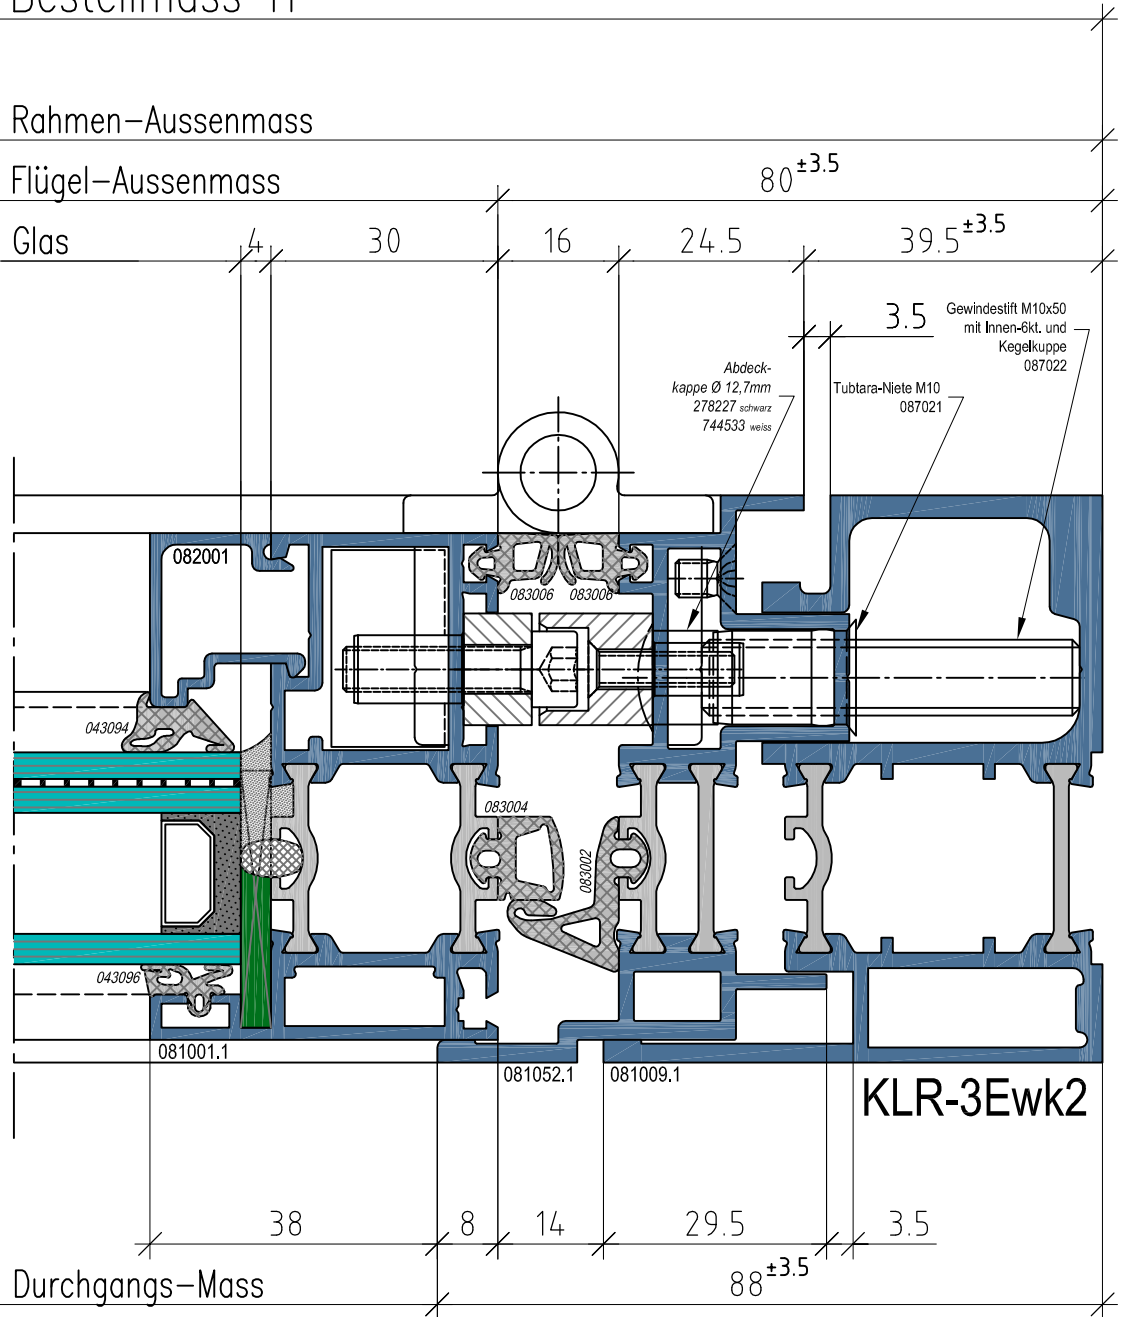 Bestellmass H
Rahmen-Aussenmass
Flügel-Aussenmass
80±3.5
Glas
4
30
16
24.5
39.5±3.5
3.5
Gewindestift M10x50
mit Innen-6kt. und
Kegelkuppe
087022
Abdeck-
kappe Ø 12,7mm
278227 schwarz
744533 weiss
Tubtara-Niete M10
087021
082001
083006
083006
043094
083004
083002
043096
081001.1
081052.1
081009.1
KLR-3Ewk2
38
8
14
29.5
3.5
Durchgangs-Mass
88±3.5